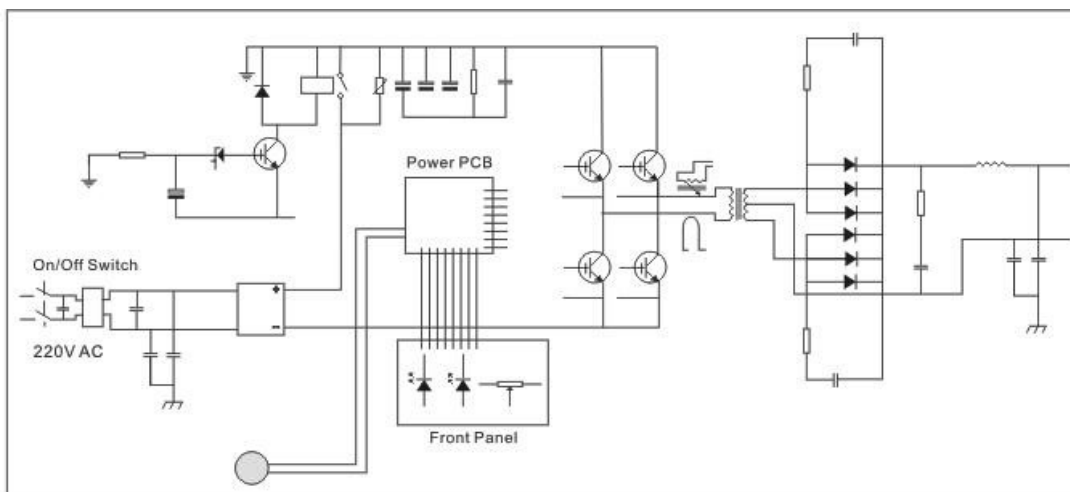 Power PCB
On/Off Switch
+
-
220V AC
Front Panel